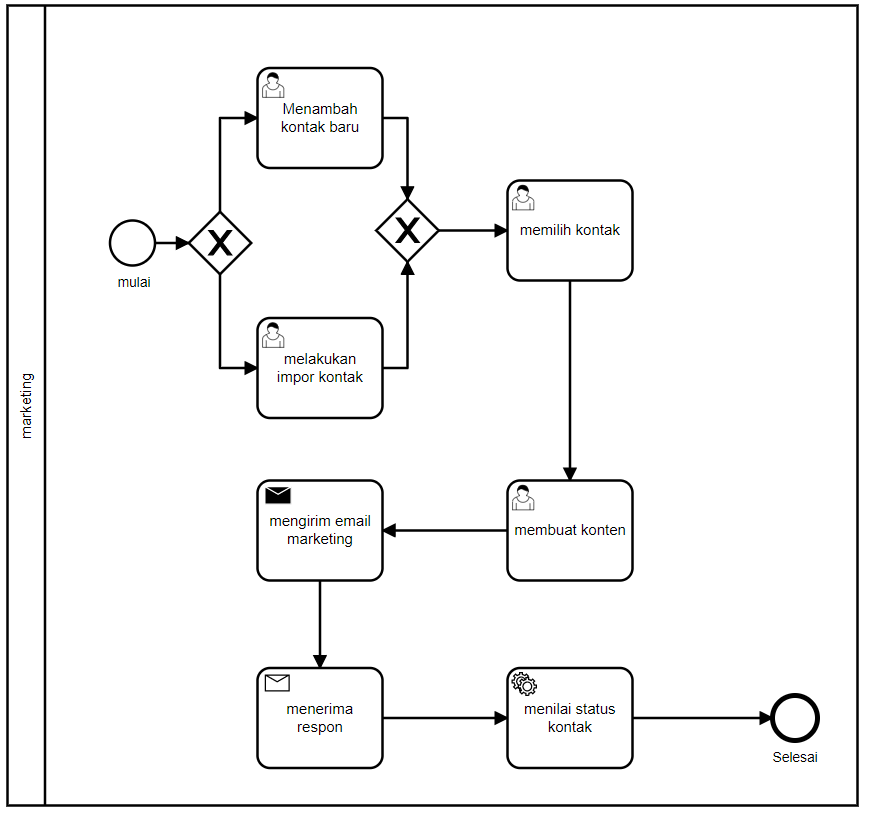 marketing
Menambah
kontak baru
memilih kontak
mulai
melakukan
impor kontak
mengirim email
marketing
membuat konten
menerima
respon
menilai status
kontak
Selesai